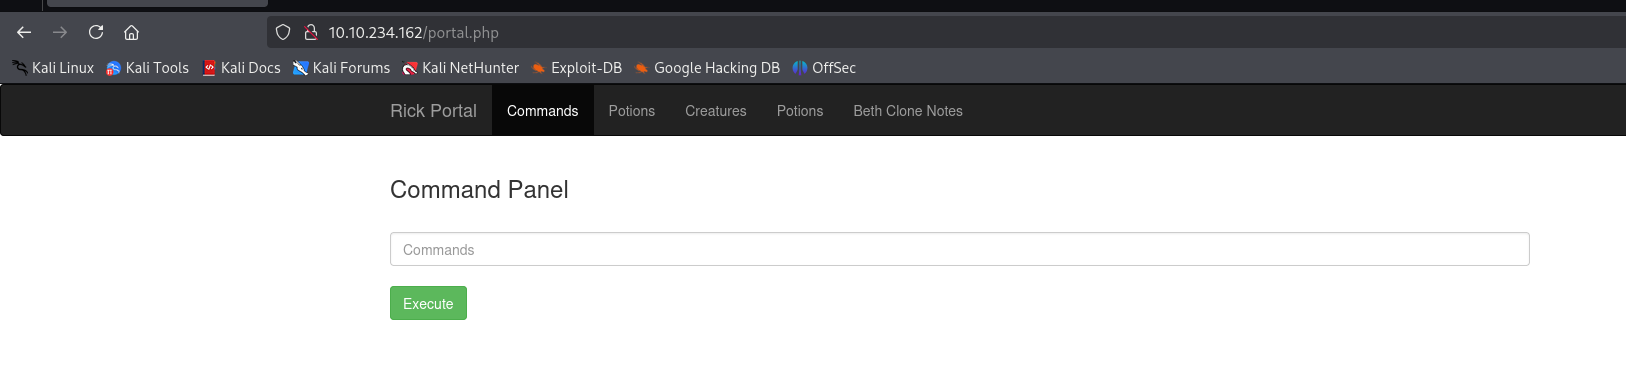 10.10.234.162/portal.php
Kali Linux Kali Tools Kali Docs Kali Forums Kali NetHunter Exploit-DB Google Hacking DB OffSec
Rick Portal Commands Potions Creatures Potions Beth Clone Notes
Command Panel
Commands
Execute